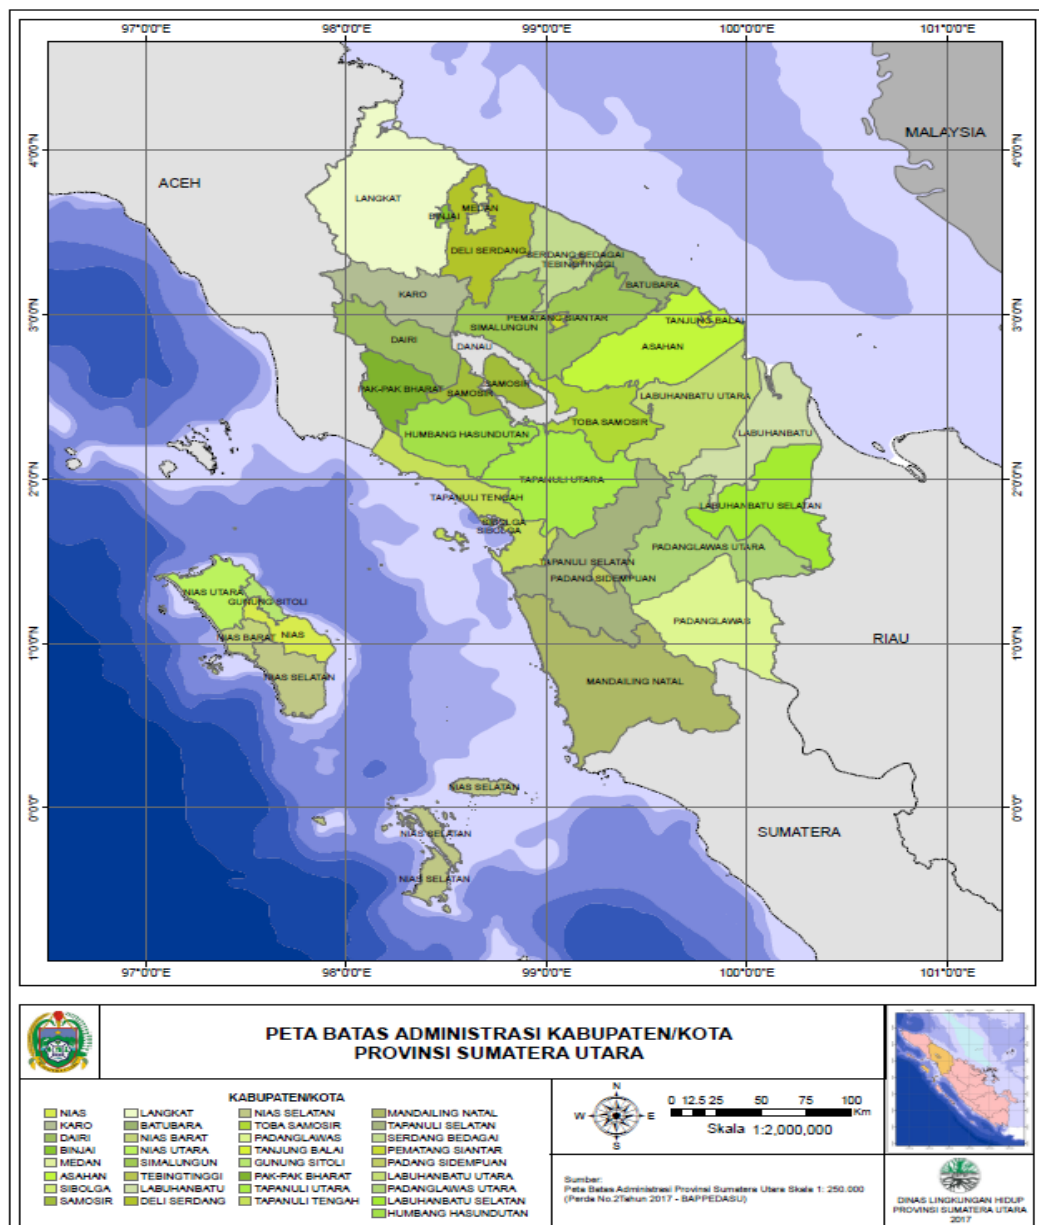 97°0'0"E 98°0'0"E 99°0'0"E 100°0'0"E 101°0'0"E
MALAYSIA
4°0'0"N 4°0'0"N
ACEH
LANGKAT
MEDAN
BINJAI
DELI SERDANG
SERDANG BEDAGAI
TEBINGTINGGI
BATUBARA
KARO
3°0'0"N 3°0'0"N
PEMATANG SIANTAR
TANJUNG BALAI
SIMALUNGUN
DAIRI
DANAU
ASAHAN
SAMOSIR
PAK-PAK BHARAT
SAMOSIR
LABUHANBATU UTARA
TOBA SAMOSIR
HUMBANG HASUNDUTAN
LABUHANBATU
2°0'0"N 2°0'0"N
TAPANULI UTARA
TAPANULI TENGAH
LABUHANBATU SELATAN
SIBOLGA
SIBOLGA
PADANGLAWAS UTARA
TAPANULI SELATAN
PADANG SIDEMPUAN
NIAS UTARA
GUNUNG SITOLI
PADANGLAWAS
NIAS BARAT
NIAS
RIAU
1°0'0"N 1°0'0"N
NIAS SELATAN
MANDAILING NATAL
NIAS SELATAN
0°0'0" 0°0'0"
NIAS SELATAN
SUMATERA
NIAS SELATAN
97°0'0"E 98°0'0"E 99°0'0"E 100°0'0"E 101°0'0"E
PETA BATAS ADMINISTRASI KABUPATEN/KOTA
PROVINSI SUMATERA UTARA
KABUPATEN/KOTA
NIAS
KARO
DAIRI
BINJAI
MEDAN
ASAHAN
SIBOLGA
SAMOSIR
LANGKAT
BATUBARA
NIAS BARAT
NIAS UTARA
SIMALUNGUN
TEBINGTINGGI
LABUHANBATU
DELI SERDANG
NIAS SELATAN
TOBA SAMOSIR
PADANGLAWAS
TANJUNG BALAI
GUNUNG SITOLI
PAK-PAK BHARAT
TAPANULI UTARA
TAPANULI TENGAH
MANDAILING NATAL
TAPANULI SELATAN
SERDANG BEDAGAI
PEMATANG SIANTAR
PADANG SIDEMPUAN
LABUHANBATU UTARA
PADANGLAWAS UTARA
LABUHANBATU SELATAN
HUMBANG HASUNDUTAN
N
W E
S
0 12.5 25 50 75 100
Km
Skala 1:2,000,000
Sumber:
Peta Batas Administrasi Provinsi Sumatera Utara Skala 1: 250.000
(Perda No.2Tahun 2017 - BAPPEDASU)
DINAS LINGKUNGAN HIDUP
PROVINSI SUMATERA UTARA
2017